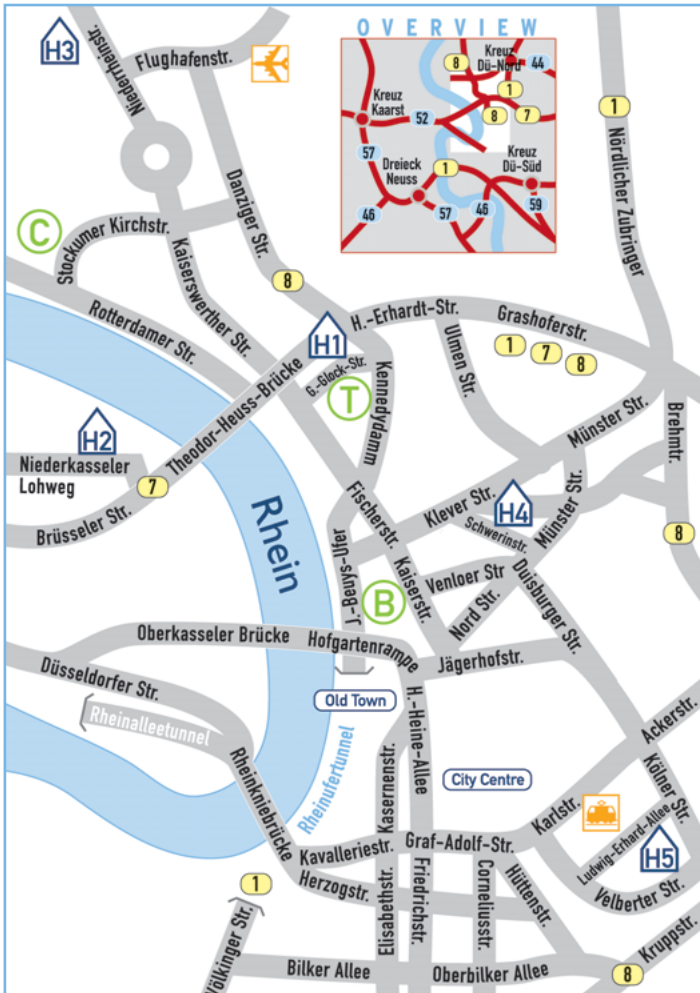 OVERVIEW
H3
Flughafenstr.
Niederrheinstr.
8
Kreuz
Dü-Nord
44
1
Kreuz
Kaarst
52
8
7
57
Dreieck
Neuss
1
Kreuz
Dü-Süd
46
57
46
59
1
Nördlicher Zubringer
C
Stockumer Kirchstr.
Danziger Str.
Kaiserswerther Str.
8
Rotterdamer Str.
H1
H.-Erhardt-Str.
Grashoferstr.
1
7
8
Ulmen Str.
G.-Glock-Str.
T
Kennedydamm
Theodor-Heuss-Brücke
H2
Niederkasseler
Lohweg
7
Brüsseler Str.
Rhein
Münster Str.
Brehmtr.
Fischerstr.
Klever Str.
H4
Schwerinstr.
Münster Str.
8
J.-Beuys-Ufer
B
Kaiserstr.
Venloer Str
Nord Str.
Duisburger Str.
Oberkasseler Brücke
Hofgartenrampe
Jägerhofstr.
Düsseldorfer Str.
Rheinalleetunnel
Old Town
H.-Heine-Allee
Rheinufertunnel
Ackerstr.
City Centre
Kasernenstr.
Kölner Str.
Karlstr.
Rheinkniebrücke
Ludwig-Erhard-Allee
H5
Kavalleriestr.
Graf-Adolf-Str.
Velberter Str.
1
Herzogstr.
Elisabethstr.
Friedrichstr.
Corneliusstr.
Hüttenstr.
Völkinger Str.
Bilker Allee
Oberbilker Allee
8
Kruppstr.